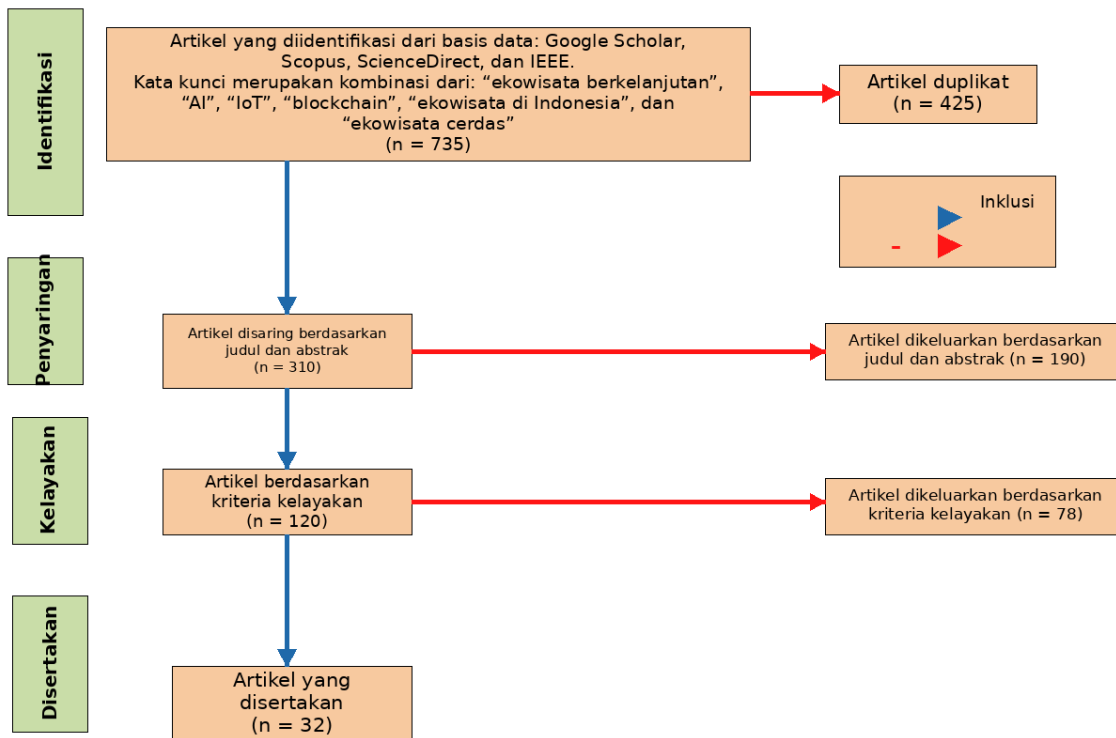 Identifikasi
Artikel yang diidentifikasi dari basis data: Google Scholar,
Scopus, ScienceDirect, dan IEEE.
Kata kunci merupakan kombinasi dari: “ekowisata berkelanjutan”,
“AI”, “IoT”, “blockchain”, “ekowisata di Indonesia”, dan
“ekowisata cerdas”
(n = 735)
Artikel duplikat
(n = 425)
Inklusi
-
Penyaringan
Artikel disaring berdasarkan
judul dan abstrak
(n = 310)
Artikel dikeluarkan berdasarkan
judul dan abstrak (n = 190)
Kelayakan
Artikel berdasarkan
kriteria kelayakan
(n = 120)
Artikel dikeluarkan berdasarkan
kriteria kelayakan (n = 78)
Disertakan
Artikel yang
disertakan
(n = 32)